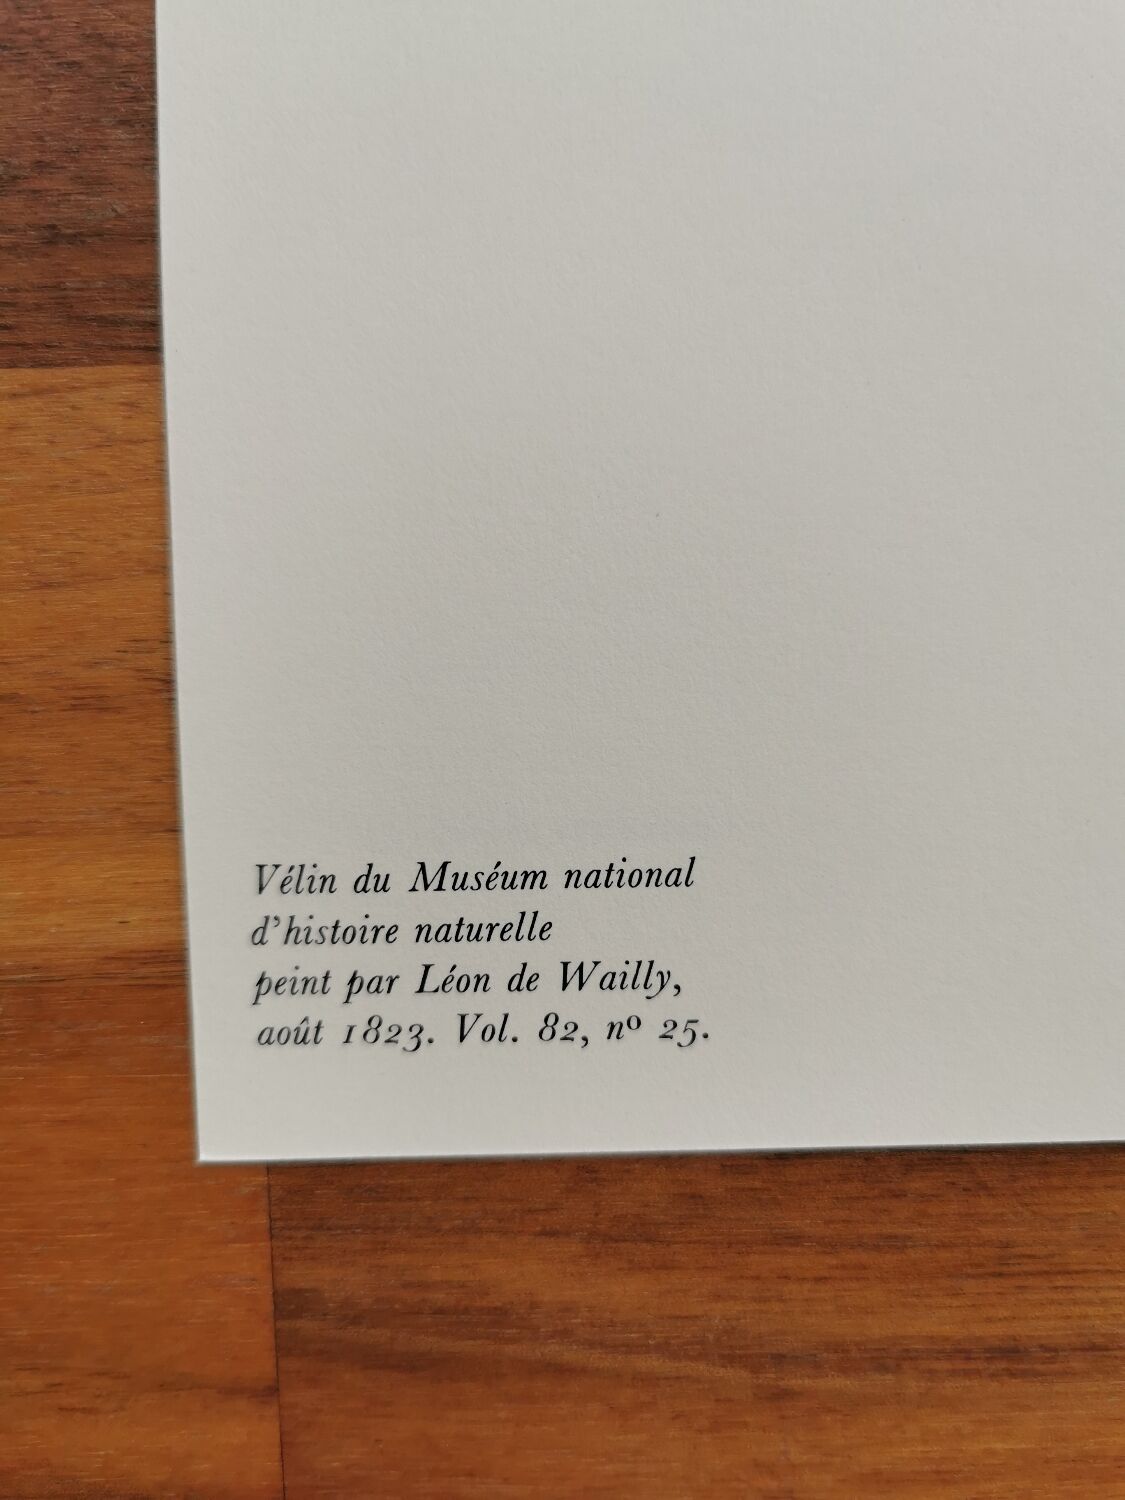 Vélin du Muséum national
d'histoire naturelle
peint par Léon de Wailly,
août 1823. Vol. 82, nº 25.